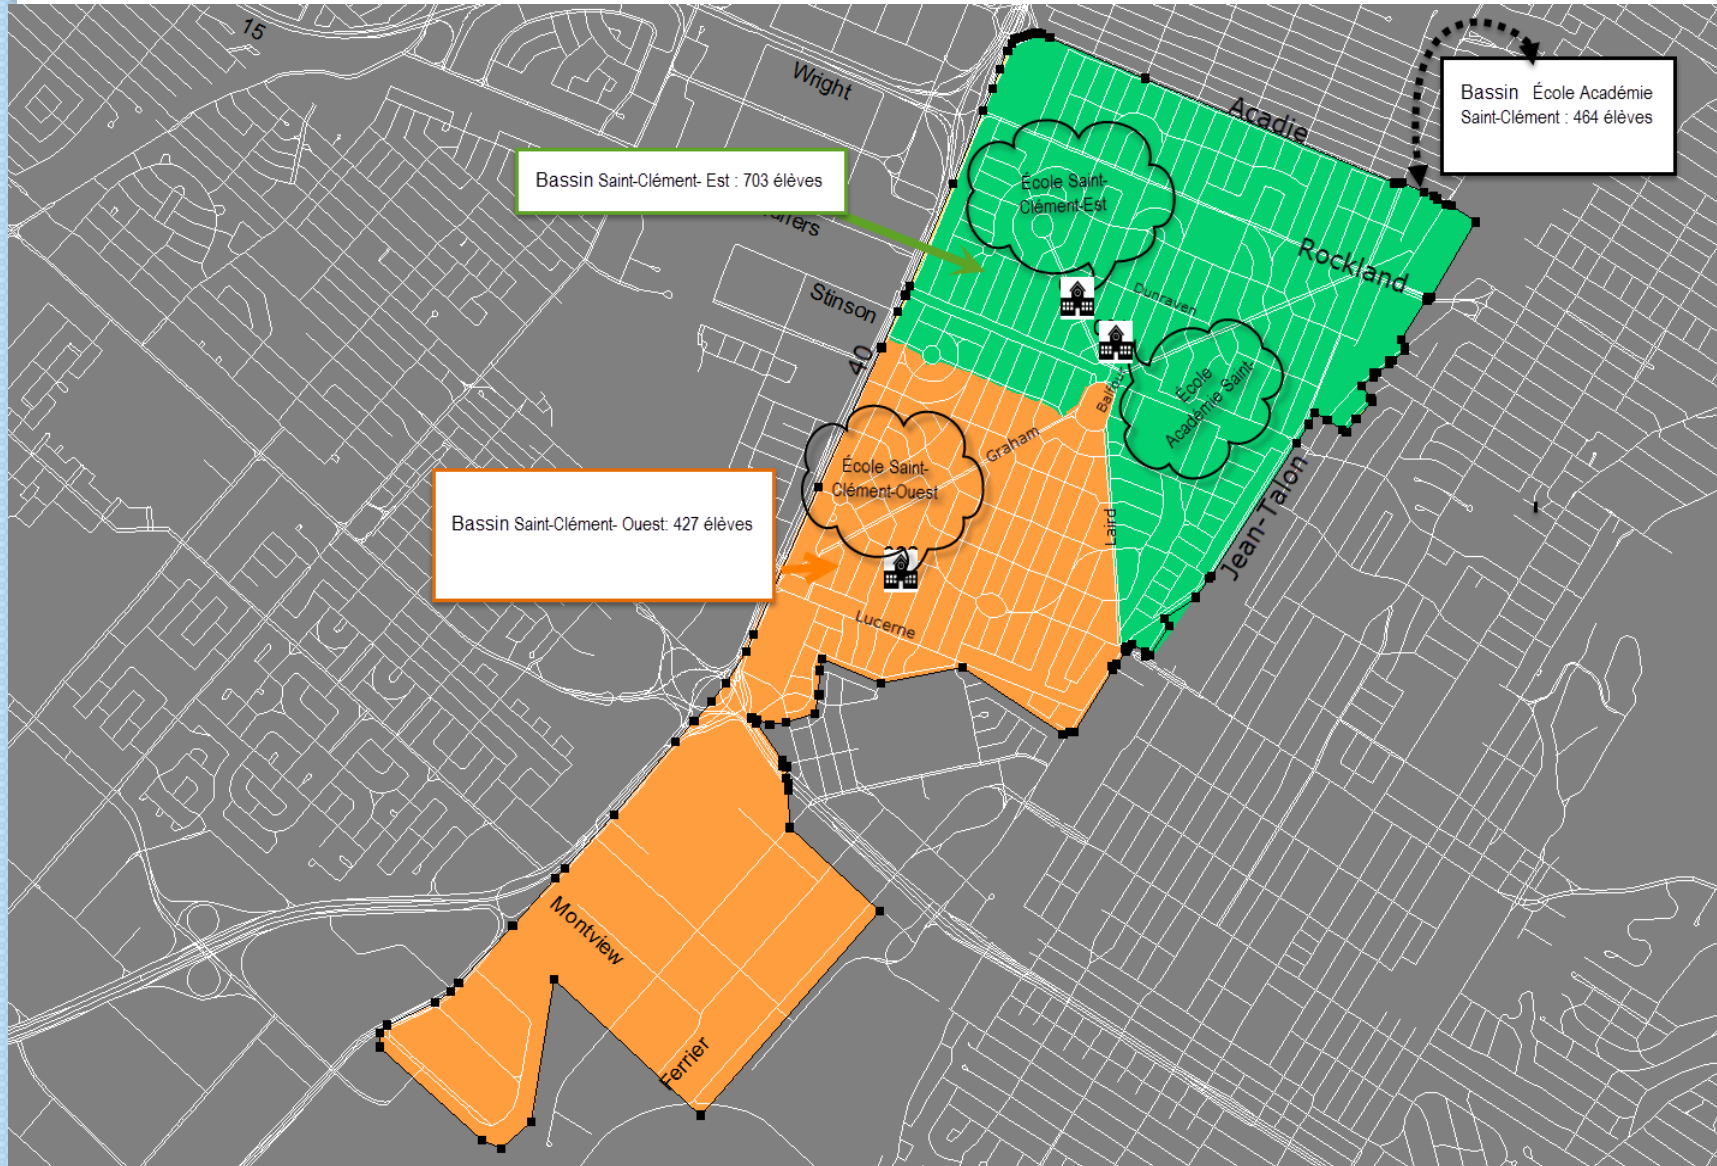 15
Wright
Acadie
Bassin École Académie
Saint-Clément : 464 élèves
Bassin Saint-Clément- Est : 703 élèves
École Saint-
Clément-Est
Rockland
Dunraven
Stinson
40
École
Académie Saint-
Balfour
Graham
École Saint-
Clément-Ouest
Bassin Saint-Clément- Ouest: 427 élèves
Laird
Jean-Talon
Lucerne
Montview
Ferrier